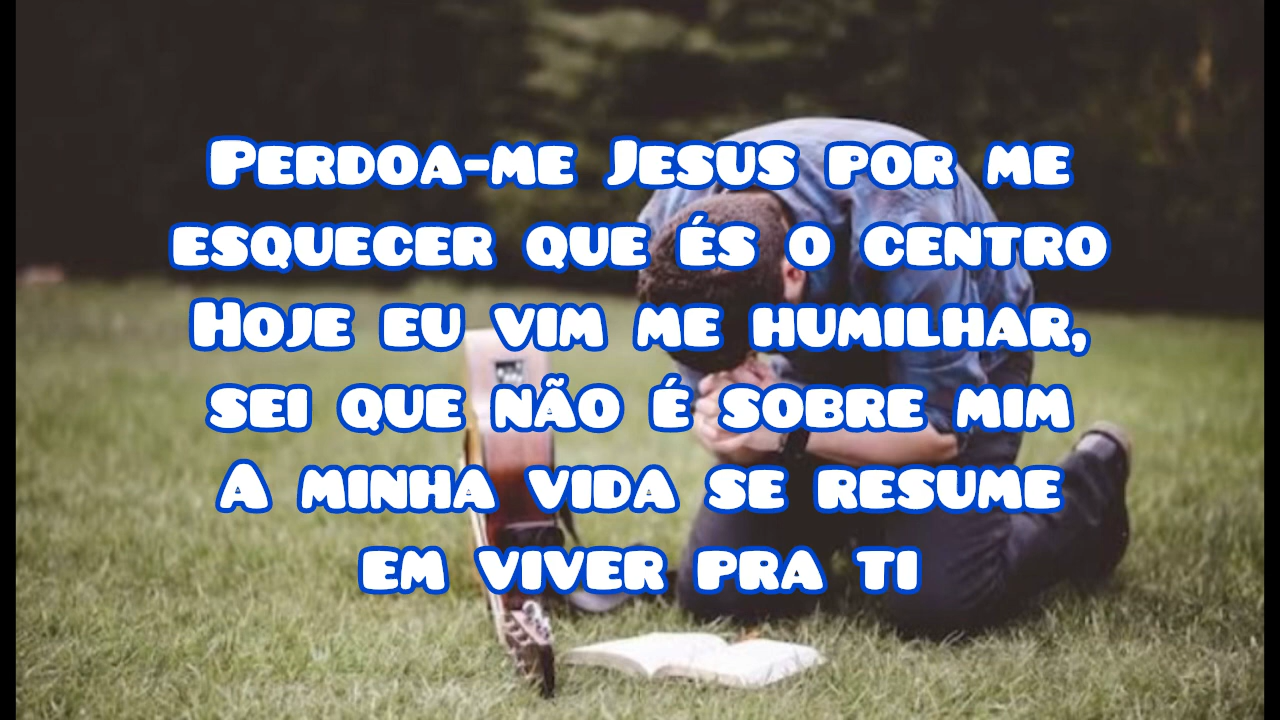 Perdoa-me Jesus por me
esquecer que és o centro
Hoje eu vim me humilhar,
sei que não é sobre mim
A minha vida se resume
em viver pra ti